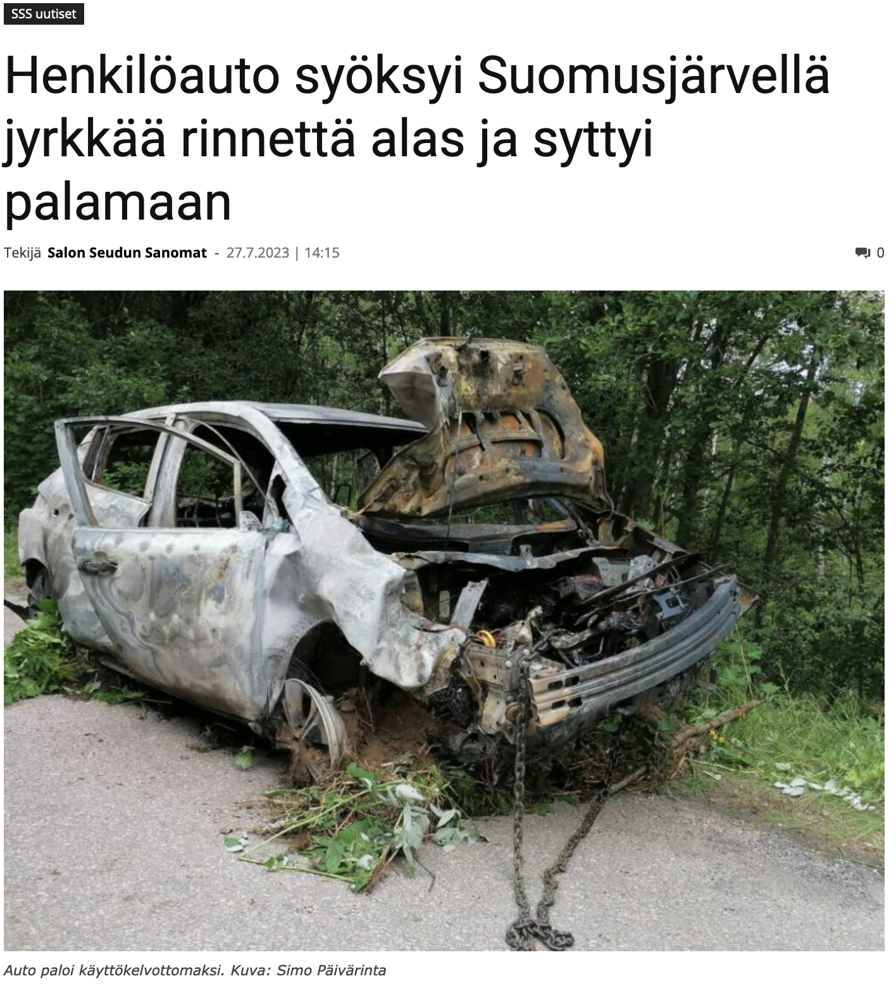 SSS uutiset
Henkilöauto syöksyi Suomusjärvellä
jyrkkää rinnettä alas ja syttyi
palamaan
Tekijä Salon Seudun Sanomat - 27.7.2023 | 14:15 0
Auto paloi käyttökelvottomaksi. Kuva: Simo Päivärinta